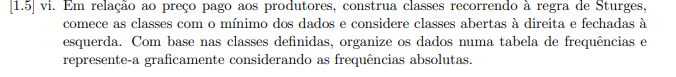 [1.5] vi. Em relação ao preço pago aos produtores, construa classes recorrendo à regra de Sturges,
comece as classes com o mínimo dos dados e considere classes abertas à direita e fechadas à
esquerda. Com base nas classes definidas, organize os dados numa tabela de frequências e
represente-a graficamente considerando as frequências absolutas.